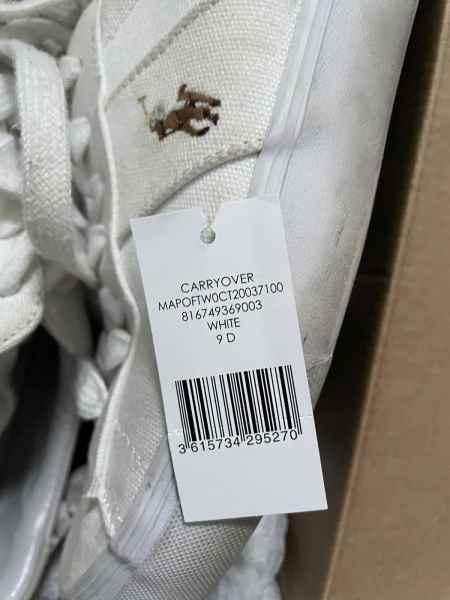 CARRYOVER
MAPOFTW0CT20037100
816749369003
WHITE
9 D
3 615734 295270